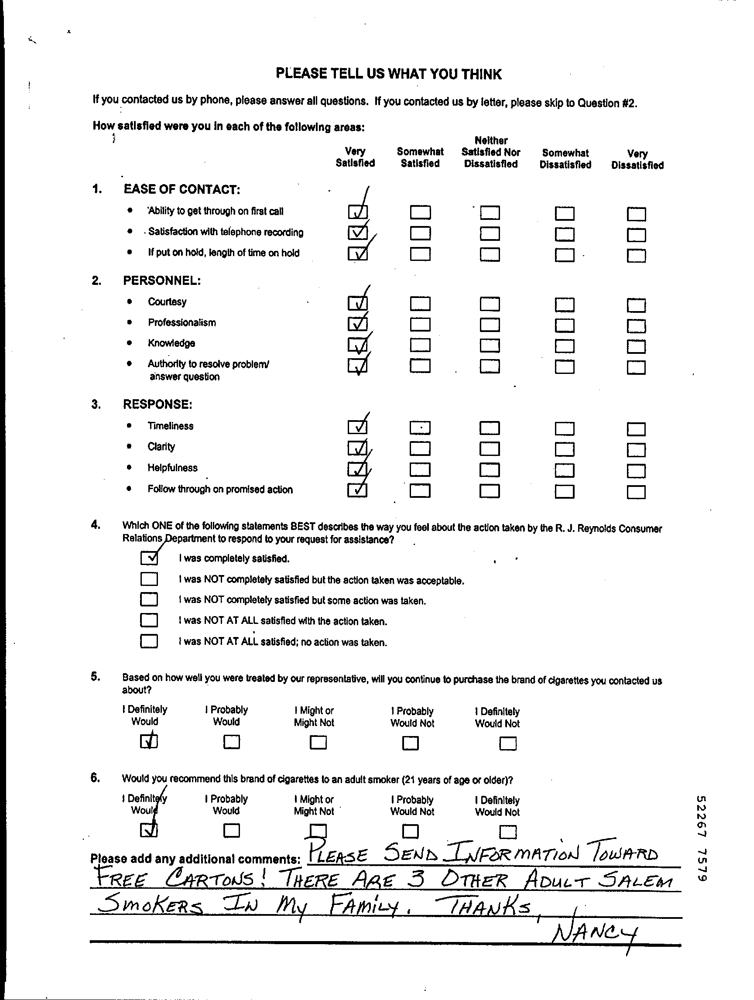 PLEASE TELL US WHAT YOU THINK
If you contacted us by phone, please answer all questions. If you contacted us by letter, please skip to Question #2.
How satisfied were you in each of the following areas:
Very Satisfied Somewhat Satisfied Neither Satisfied Nor Dissatisfied Somewhat Dissatisfied Very Dissatisfied
1. EASE OF CONTACT:
• Ability to get through on first call
• Satisfaction with telephone recording
• If put on hold, length of time on hold
2. PERSONNEL:
• Courtesy
• Professionalism
• Knowledge
• Authority to resolve problem/
answer question
3. RESPONSE:
• Timeliness
• Clarity
• Helpfulness
• Follow through on promised action
4. Which ONE of the following statements BEST describes the way you feel about the action taken by the R. J. Reynolds Consumer
Relations Department to respond to your request for assistance?
I was completely satisfied.
I was NOT completely satisfied but the action taken was acceptable.
I was NOT completely satisfied but some action was taken.
I was NOT AT ALL satisfied with the action taken.
I was NOT AT ALL satisfied; no action was taken.
5. Based on how well you were treated by our representative, will you continue to purchase the brand of cigarettes you contacted us
about?
I Definitely I Probably I Might or I Probably I Definitely
Would Would Might Not Would Not Would Not
6. Would you recommend this brand of cigarettes to an adult smoker (21 years of age or older)?
I Definitely I Probably I Might or I Probably I Definitely
Would Would Might Not Would Not Would Not
Please add any additional comments: PLEASE SEND INFORMATION TOWARD
FREE CARTONS! THERE ARE 3 OTHER ADULT SALEM
SMOKERS IN MY FAMILY. THANKS,
NANCY
52267 7579